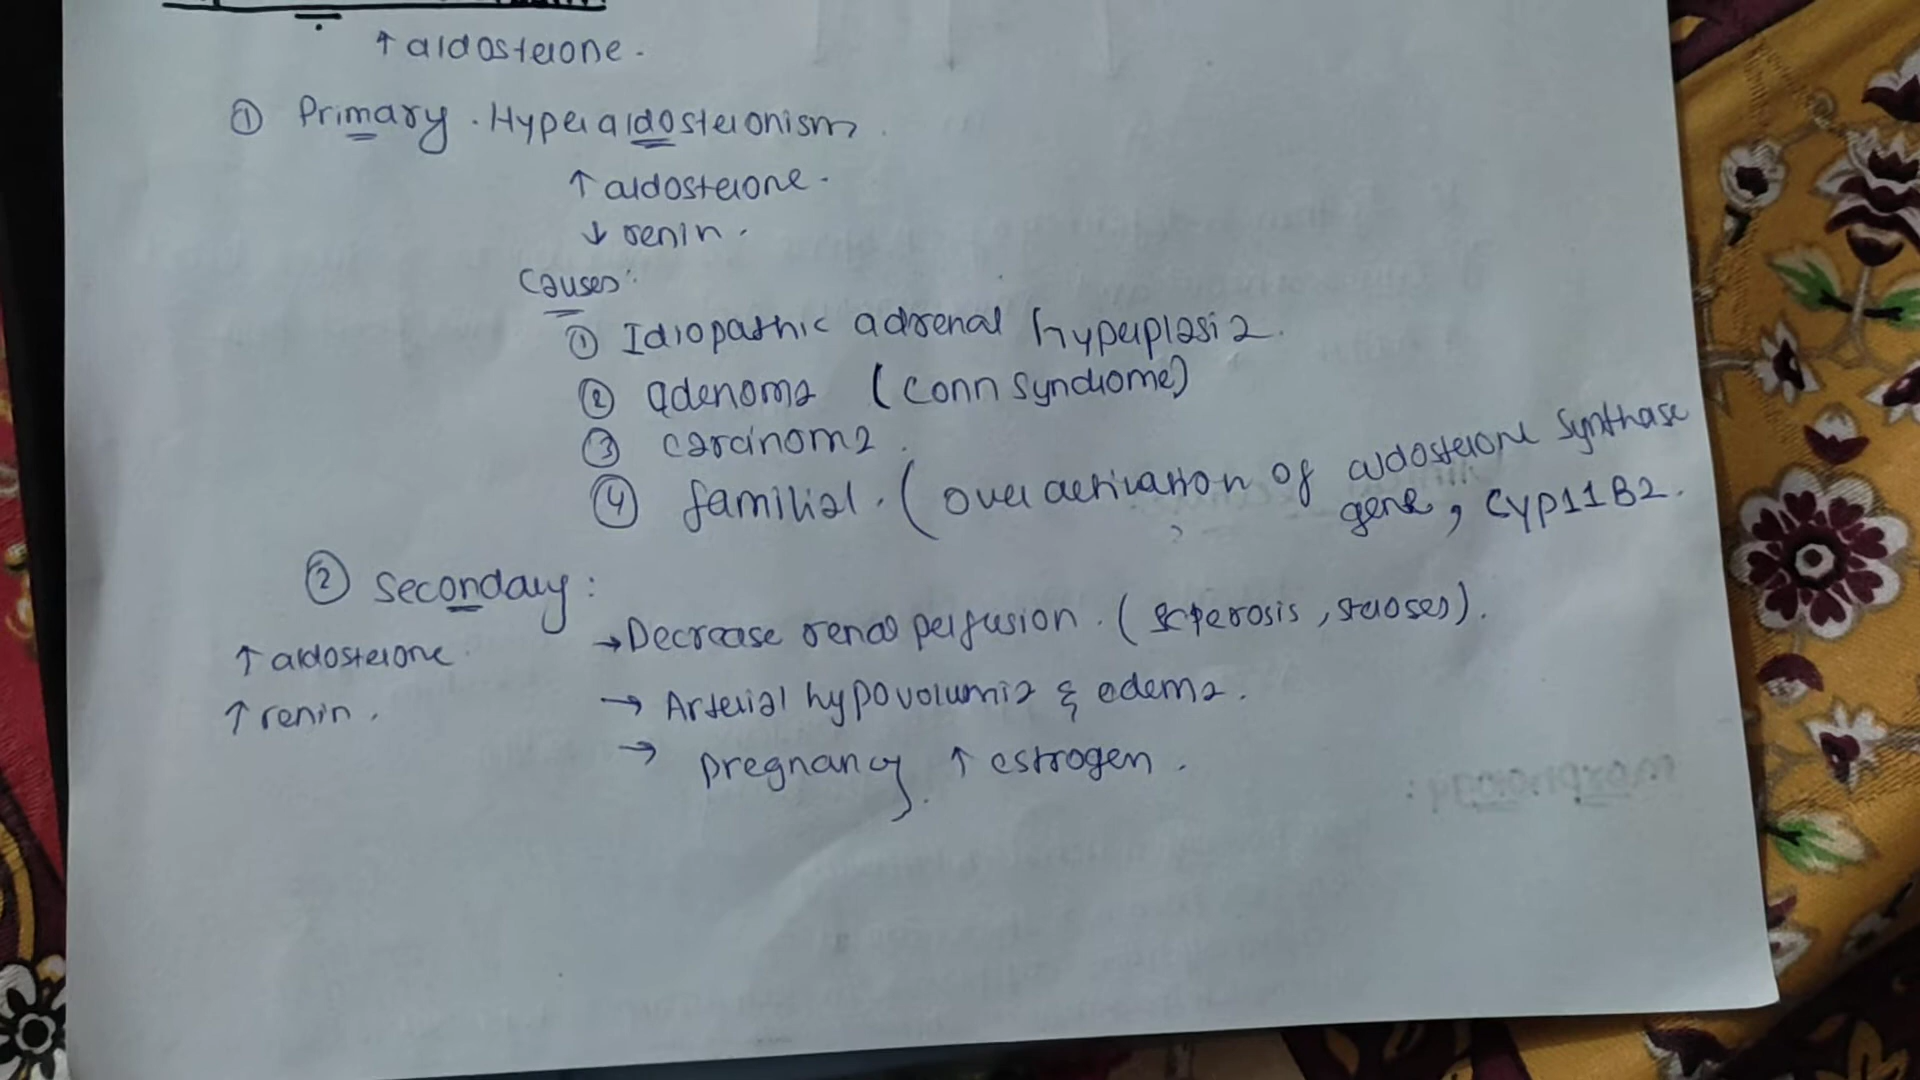 ↑ aldosterone.
① Primary. Hyperaldosteronism
↑ aldosterone.
↓ renin.
Causes:
① Idiopathic adrenal hyperplasia.
② adenoma (Conn syndrome)
③ carcinoma.
④ familial. (over activation of aldosterone synthase
gene, CYP11B2.
② Secondary:
→ Decrease renal perfusion. (
↑ aldosterone
→ Arterial hypovolumia & edema.
↑ renin.
→ pregnancy ↑ estrogen.